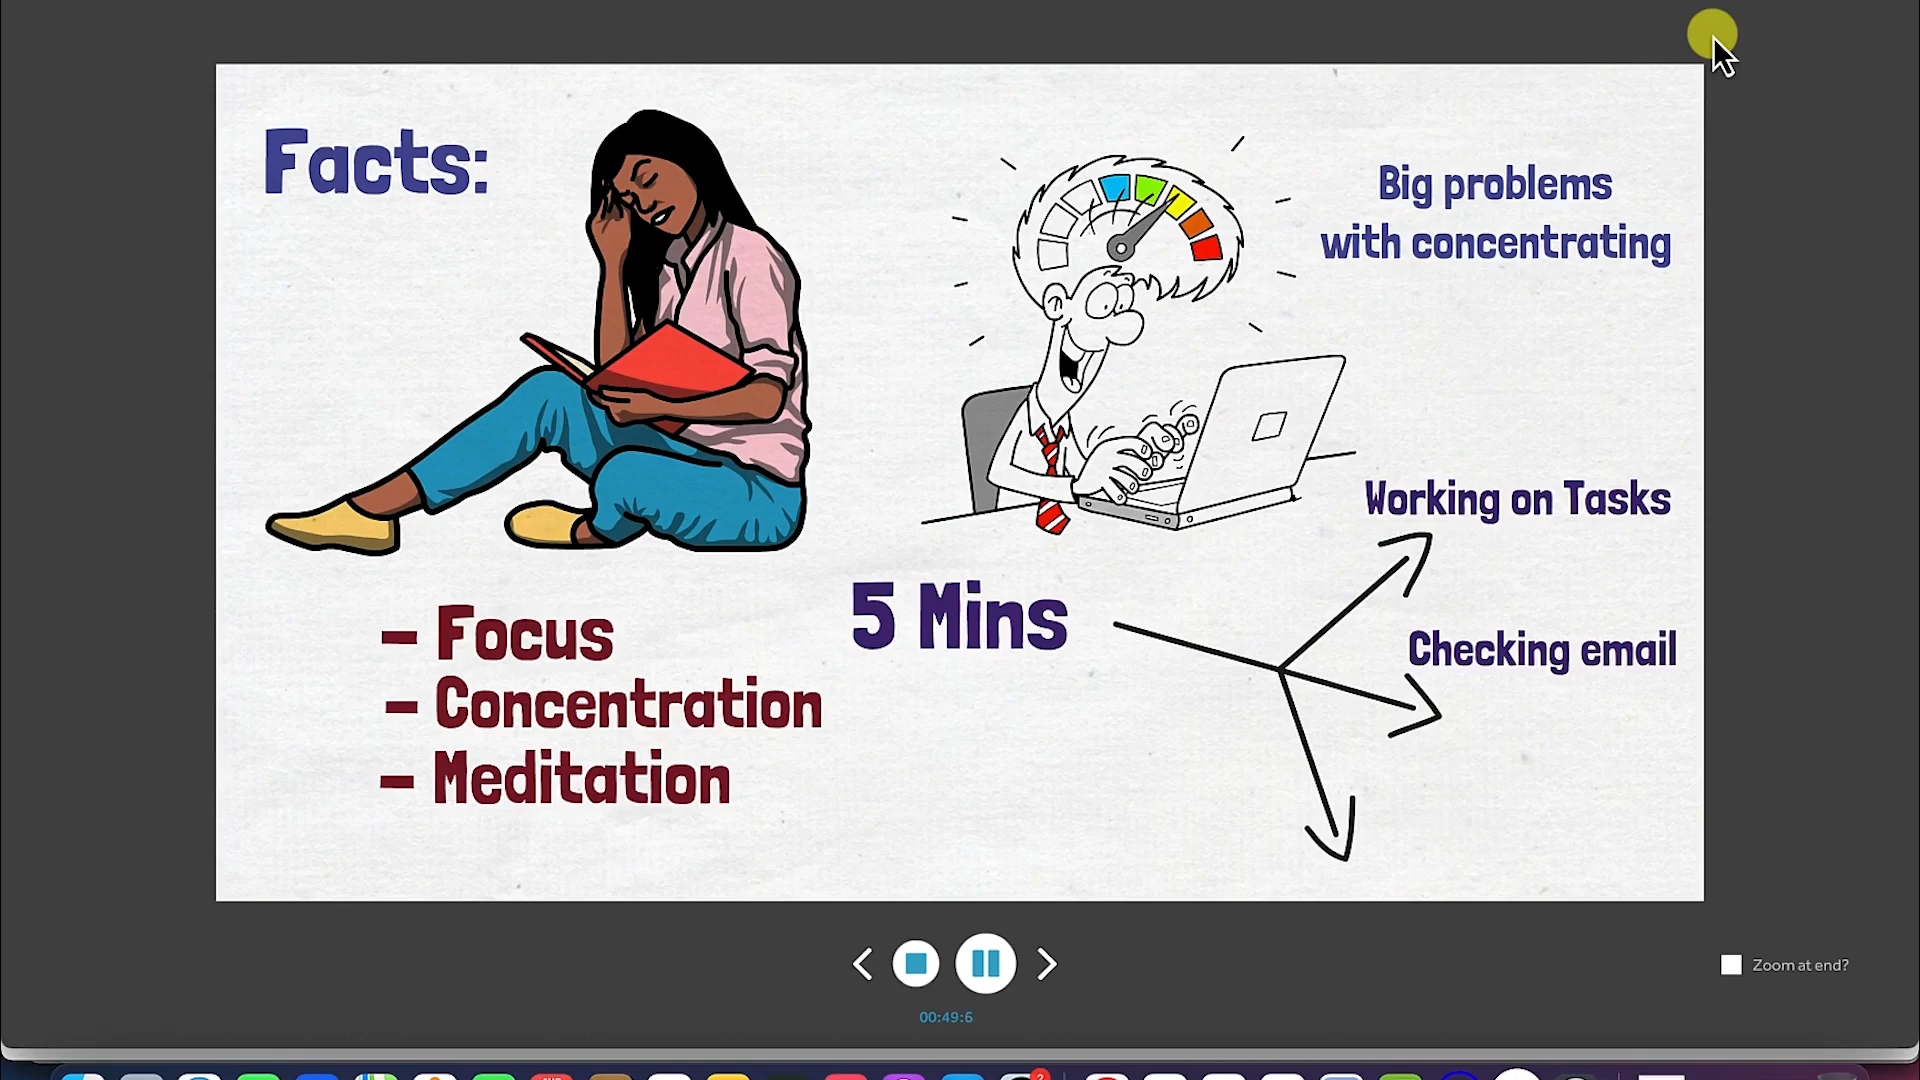 Facts:
Big problems
with concentrating
Working on Tasks
5 Mins
Checking email
– Focus
– Concentration
– Meditation
Zoom at end?
00:49:6
2